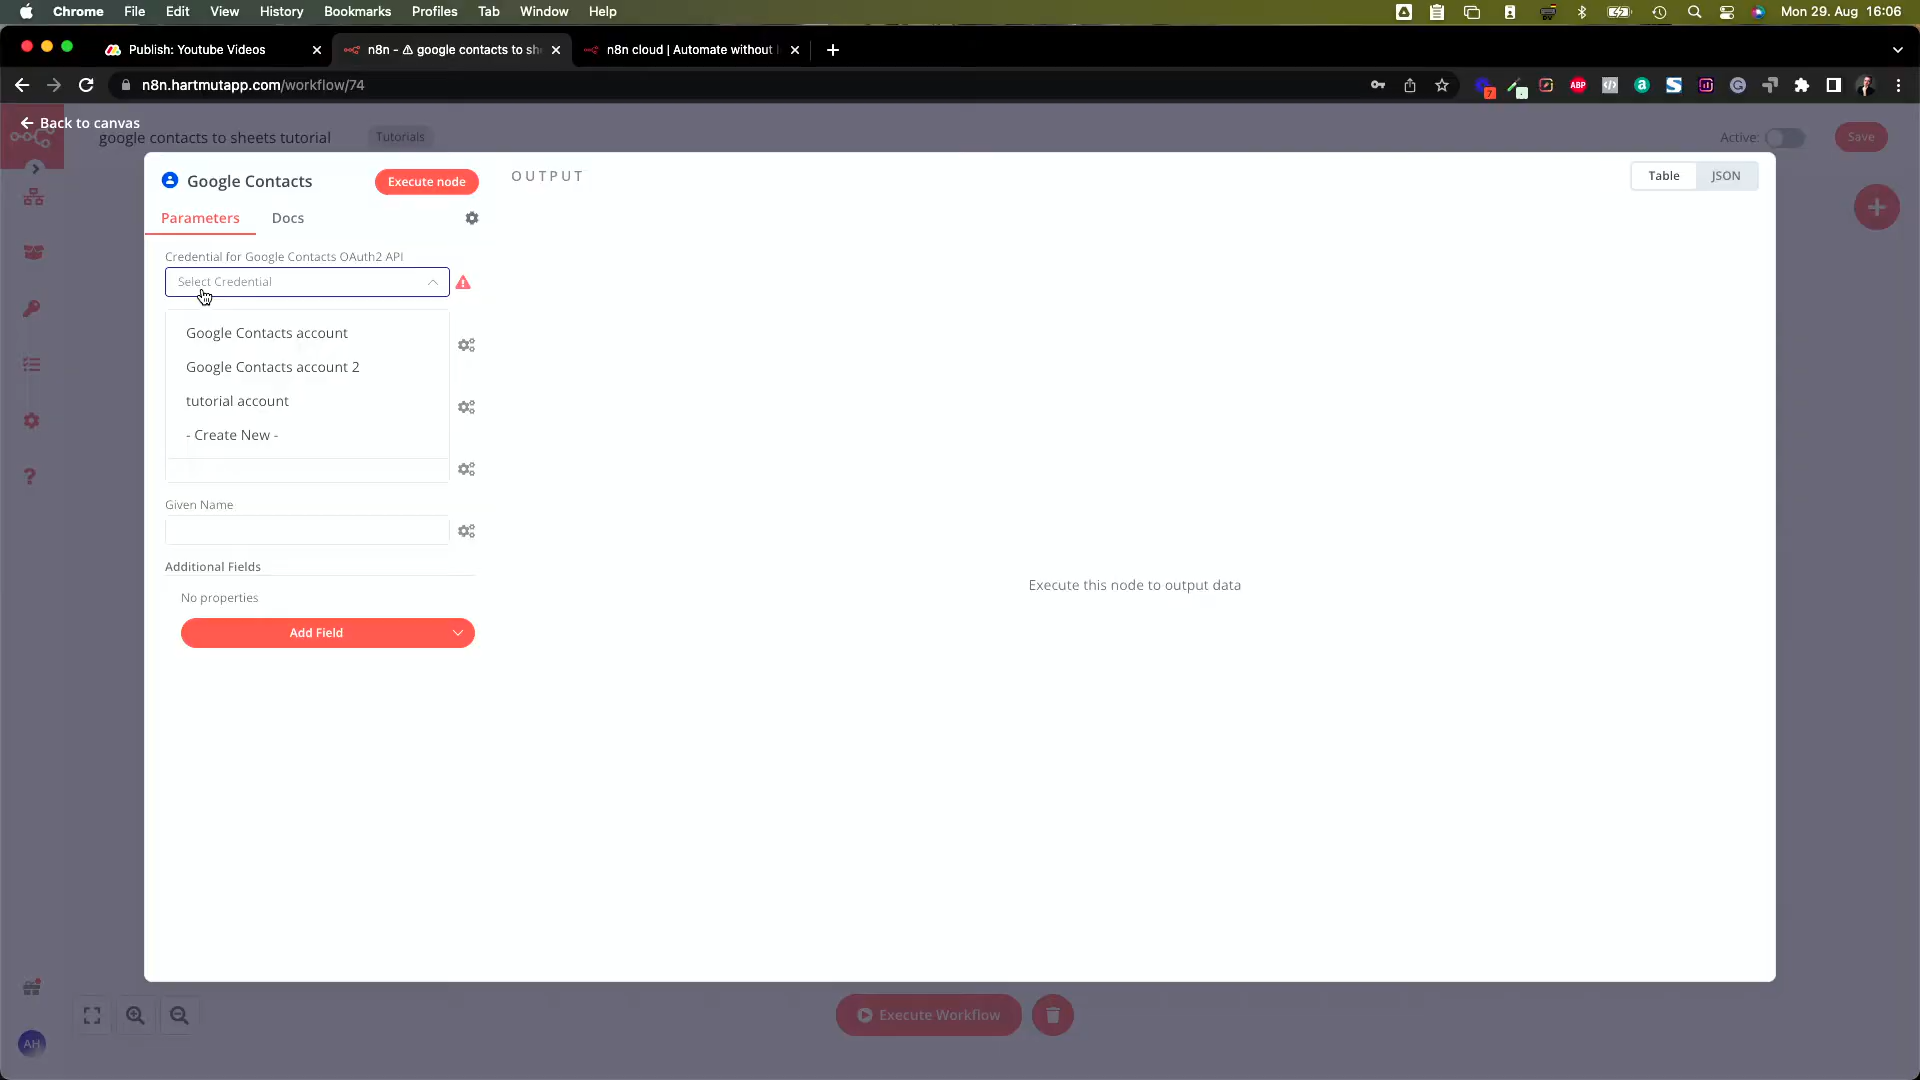 Chrome File Edit View History Bookmarks Profiles Tab Window Help Mon 29. Aug 16:06
Publish: Youtube Videos n8n - ⚠ google contacts to sh n8n cloud | Automate without
n8n.hartmutapp.com/workflow/74
7 ABP
Back to canvas
google contacts to sheets tutorial Tutorials Active: Save
Google Contacts Execute node OUTPUT Table JSON
Parameters Docs
Credential for Google Contacts OAuth2 API
Select Credential
Google Contacts account
Google Contacts account 2
tutorial account
- Create New -
Given Name
Additional Fields
No properties
Add Field
Execute this node to output data
Execute Workflow
AH